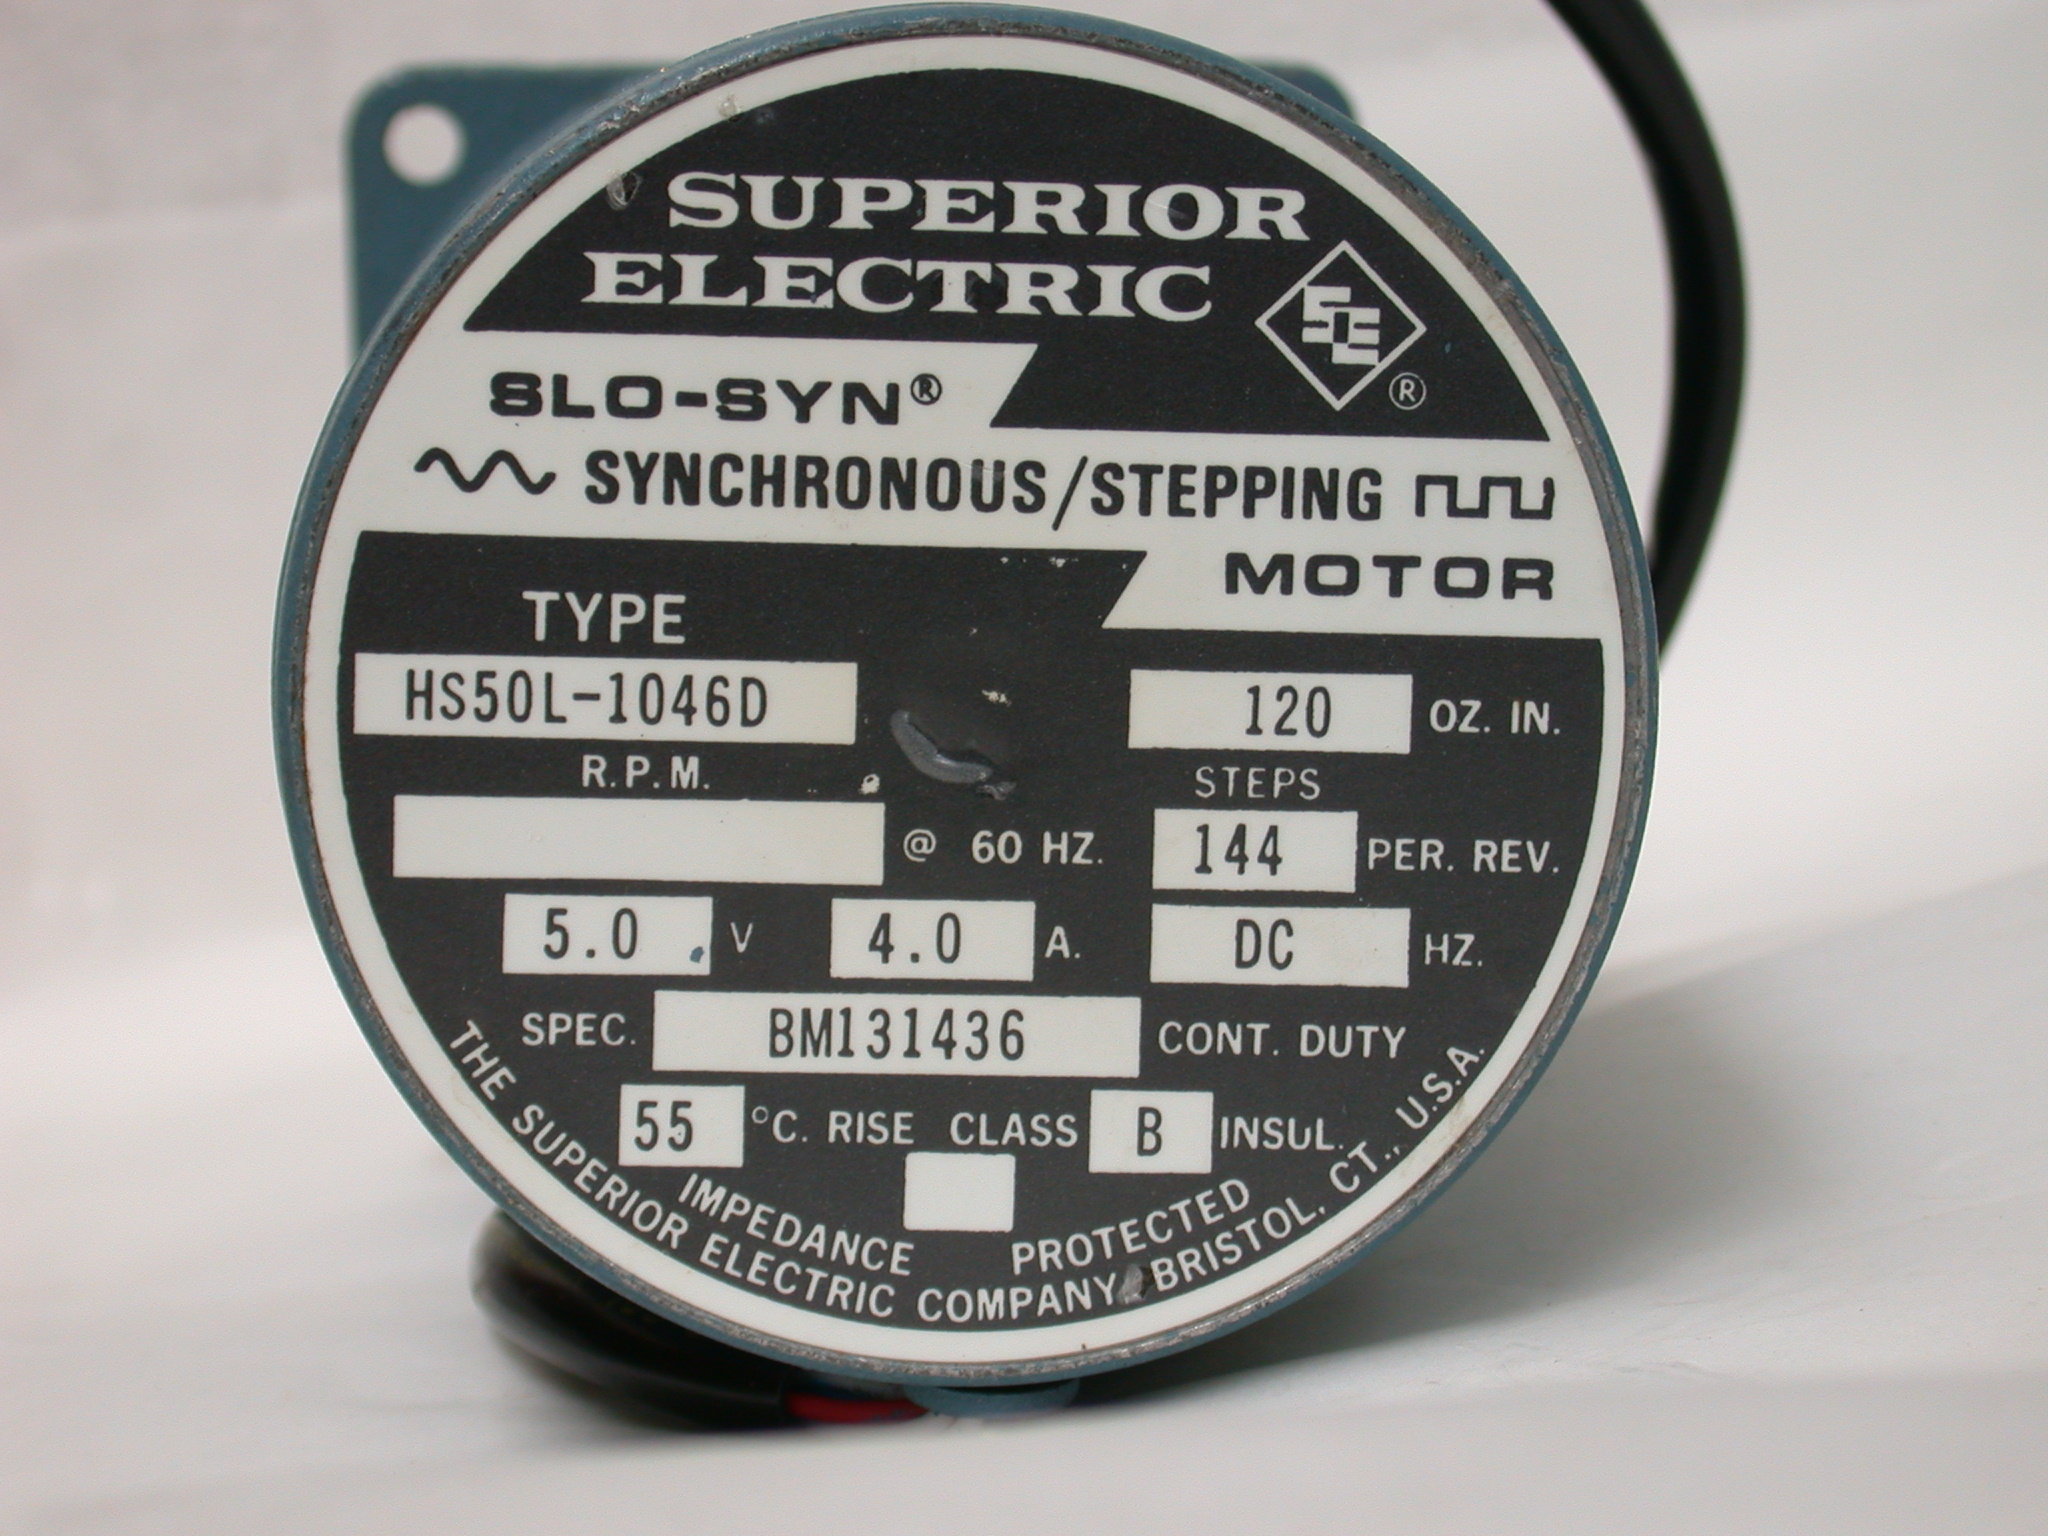 SUPERIOR
ELECTRIC
SE
®
SLO-SYN®
SYNCHRONOUS/STEPPING
MOTOR
TYPE
HS50L-1046D
120 OZ. IN.
R.P.M.
@ 60 HZ.
STEPS
144 PER. REV.
5.0 V 4.0 A. DC HZ.
SPEC. BM131436 CONT. DUTY
55 °C. RISE CLASS B INSUL.
IMPEDANCE PROTECTED
THE SUPERIOR ELECTRIC COMPANY, BRISTOL, CT., U.S.A.